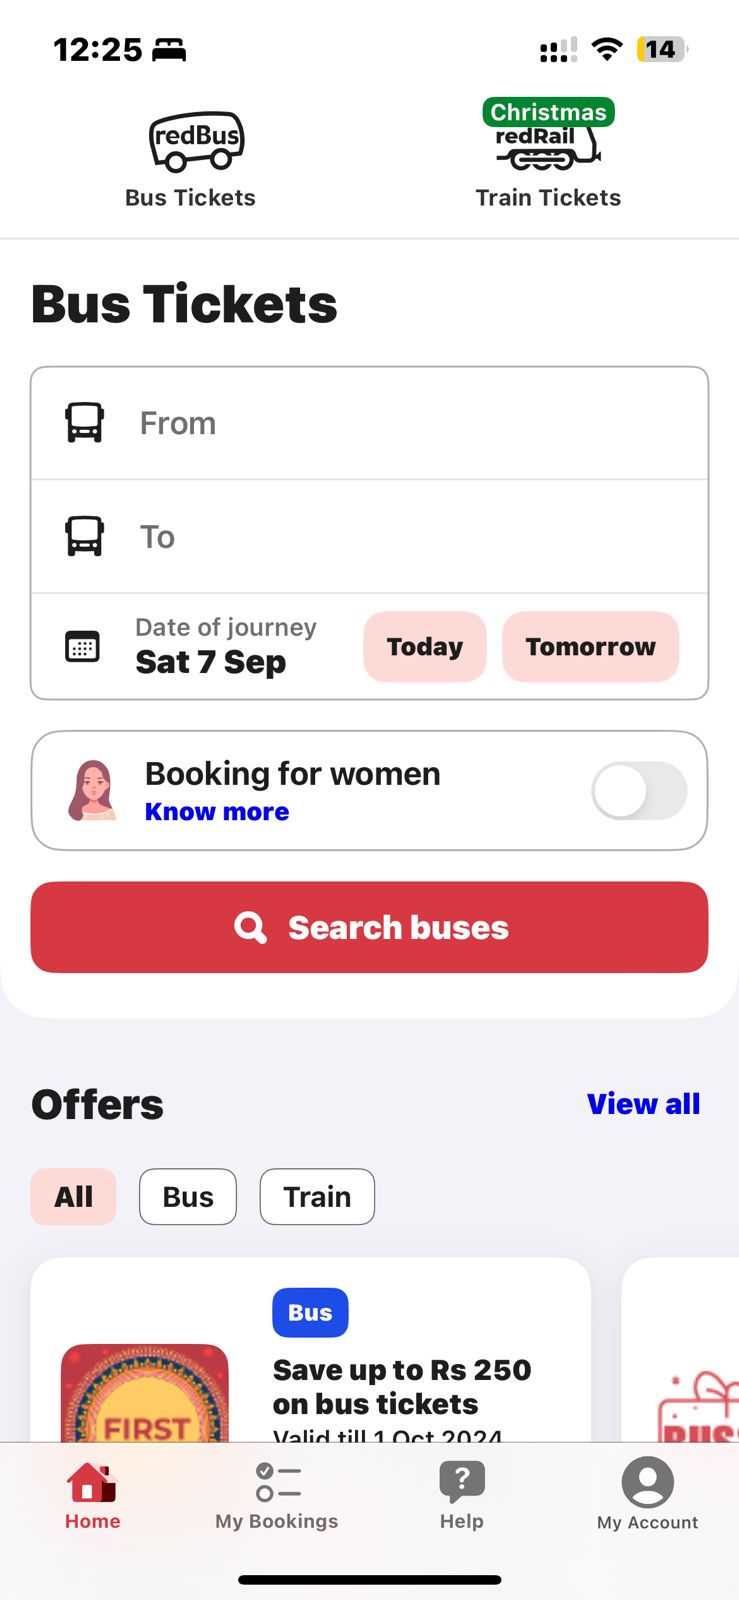 12:25
14
redBus
Bus Tickets
Christmas
redRail
Train Tickets
Bus Tickets
From
To
Date of journey
Sat 7 Sep
Today
Tomorrow
Booking for women
Know more
Search buses
Offers
View all
All
Bus
Train
Bus
Save up to Rs 250
on bus tickets
Valid till 1 Oct 2024
FIRST
BUS
Home
My Bookings
Help
My Account